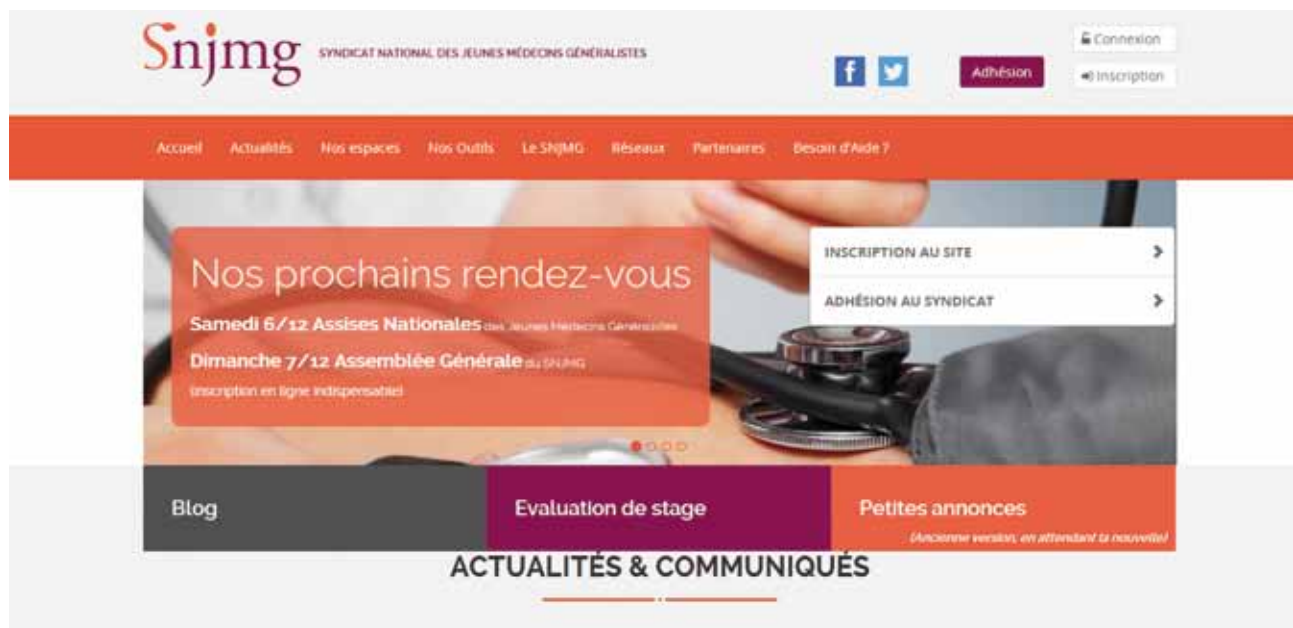 Snjmg
SYNDICAT NATIONAL DES JEUNES MÉDECINS GÉNÉRALISTES
Connexion
f
Adhésion
Inscription
Accueil Actualités Nos espaces Nos Outils Le SNJMG Réseaux Partenaires Besoin d'Aide ?
Nos prochains rendez-vous
Samedi 6/12 Assises Nationales des Jeunes Médecins Généralistes
Dimanche 7/12 Assemblée Générale du SNJMG
(inscription en ligne indispensable)
INSCRIPTION AU SITE
ADHÉSION AU SYNDICAT
Blog
Evaluation de stage
Petites annonces
(Ancienne version, en attendant la nouvelle)
ACTUALITÉS & COMMUNIQUÉS